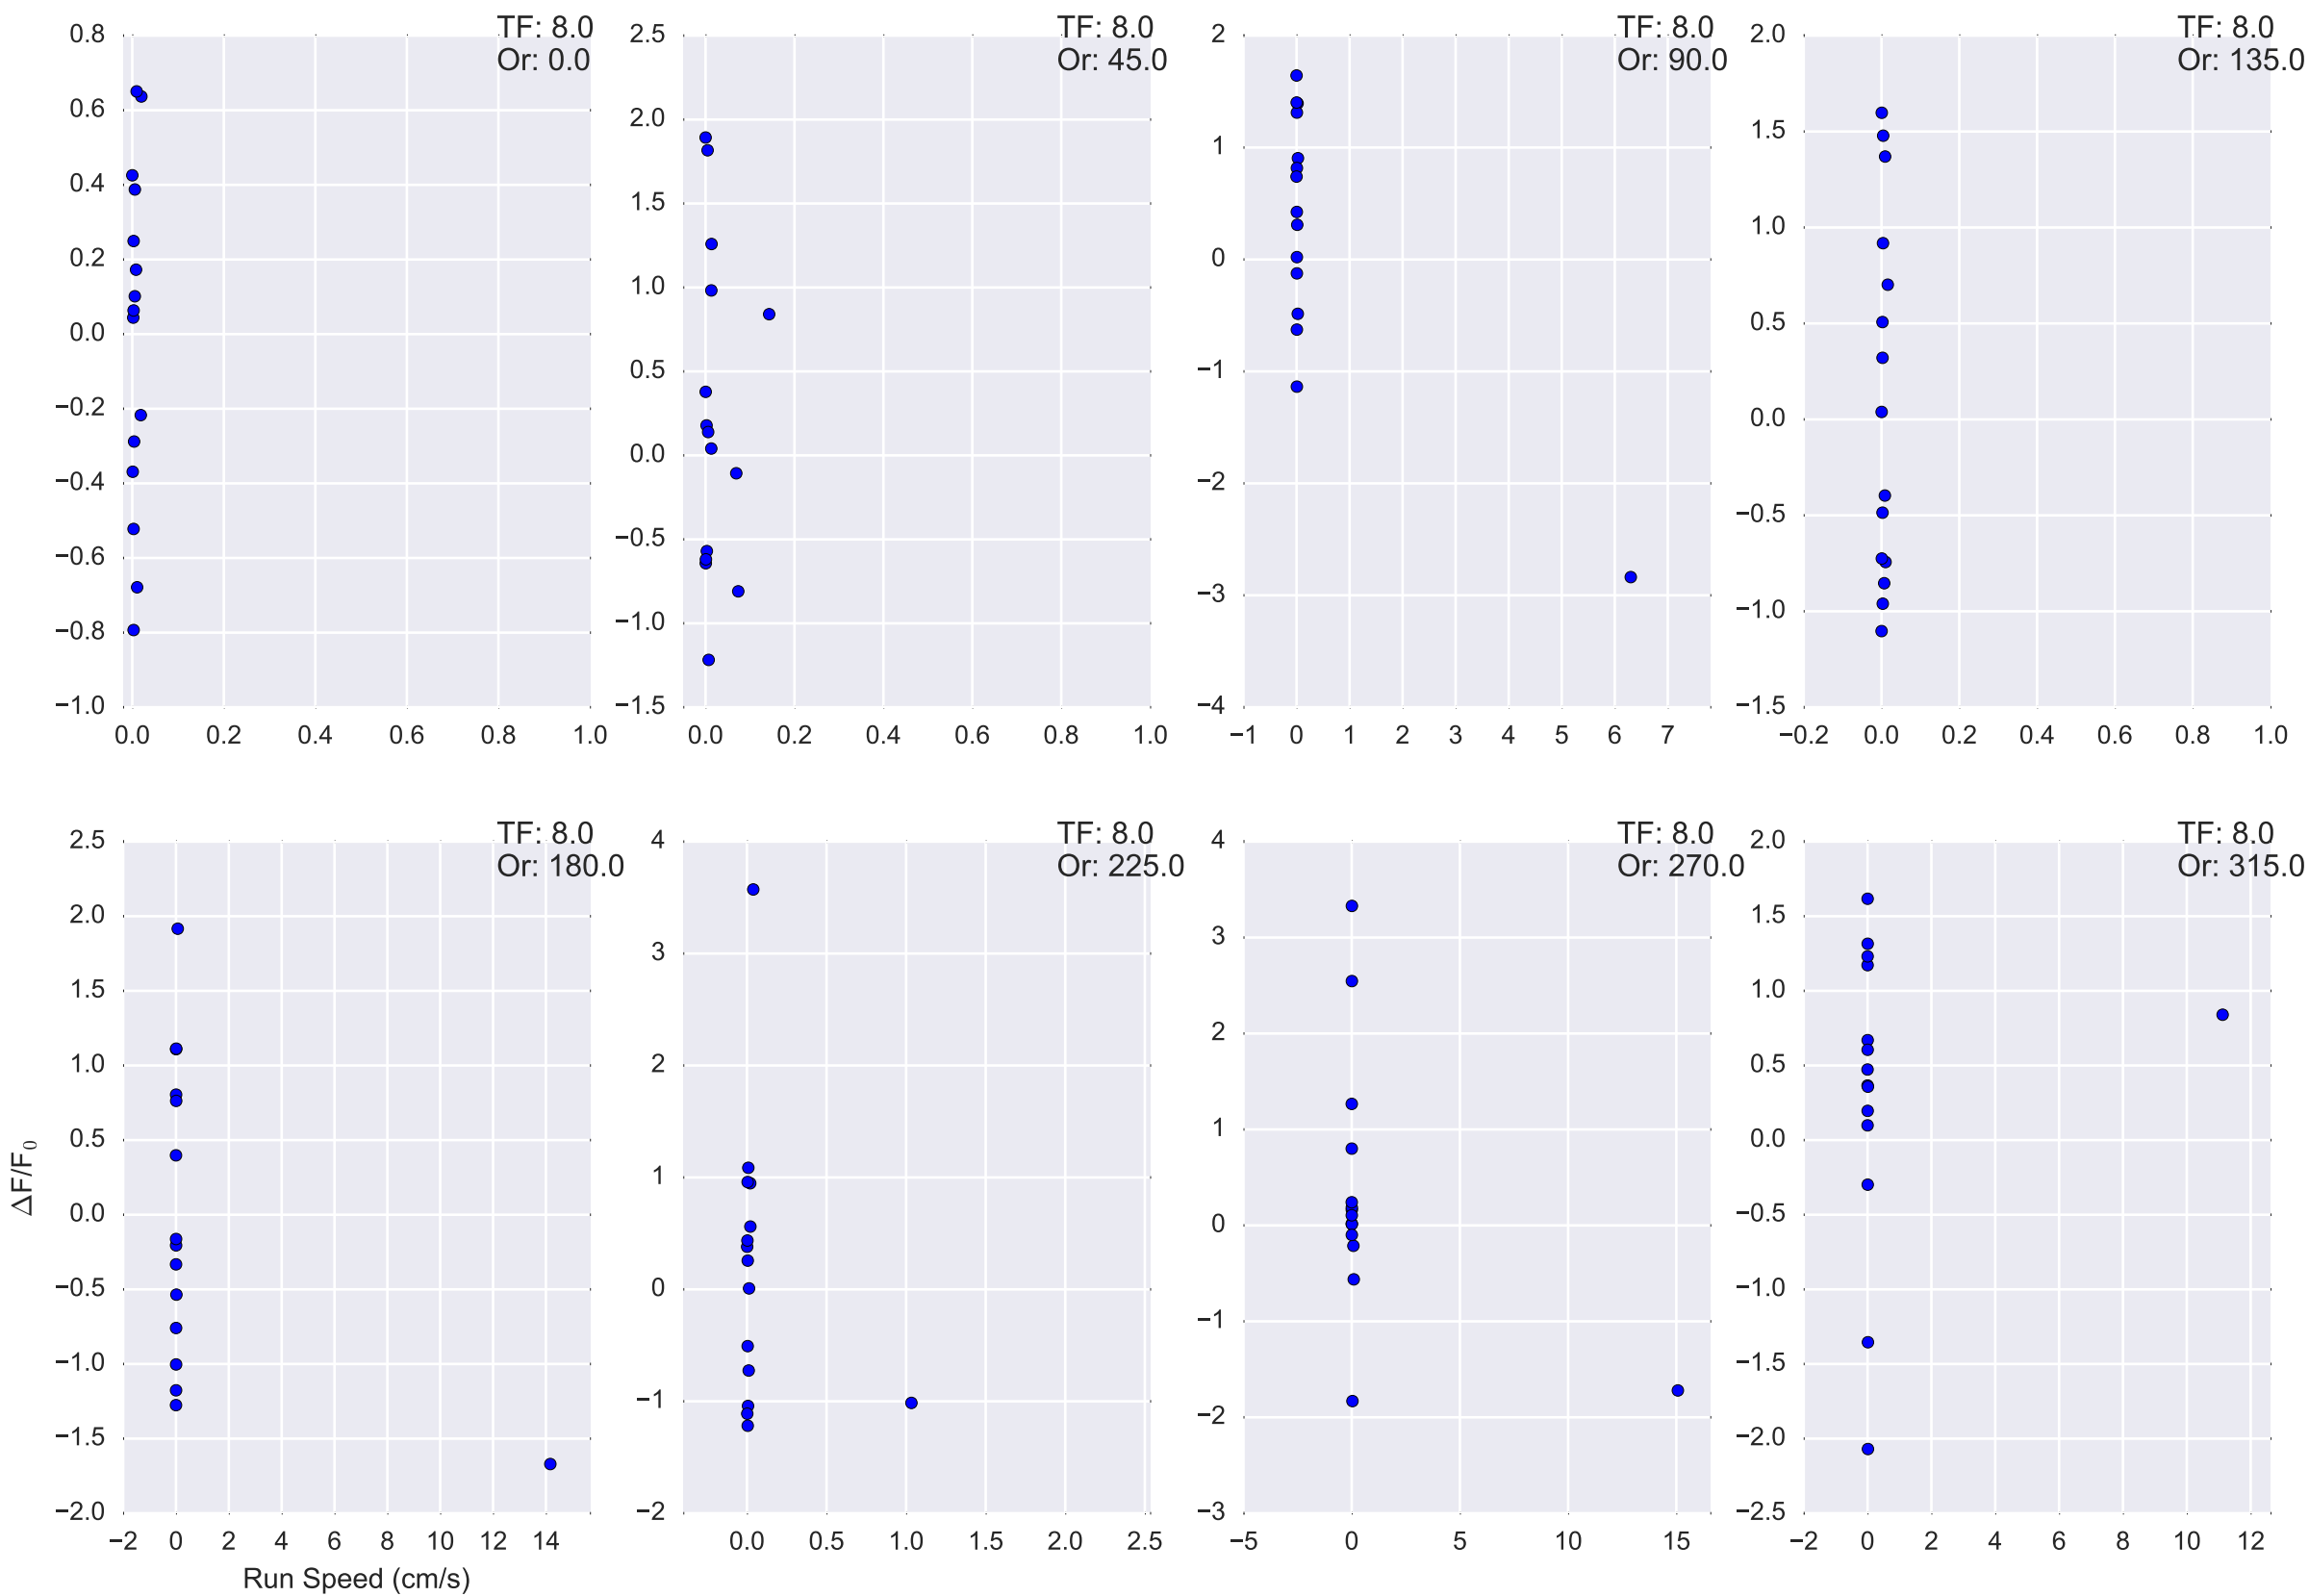 TF: 8.0
Or: 0.0
0.8
0.6
0.4
0.2
0.0
−0.2
−0.4
−0.6
−0.8
−1.0
0.0 0.2 0.4 0.6 0.8 1.0
TF: 8.0
Or: 45.0
2.5
2.0
1.5
1.0
0.5
0.0
−0.5
−1.0
−1.5
0.0 0.2 0.4 0.6 0.8 1.0
TF: 8.0
Or: 90.0
2
1
0
−1
−2
−3
−4
−1 0 1 2 3 4 5 6 7
TF: 8.0
Or: 135.0
2.0
1.5
1.0
0.5
0.0
−0.5
−1.0
−1.5
−0.2 0.0 0.2 0.4 0.6 0.8 1.0
TF: 8.0
Or: 180.0
2.5
2.0
1.5
1.0
0.5
0.0
−0.5
−1.0
−1.5
−2.0
ΔF/F₀
−2 0 2 4 6 8 10 12 14
Run Speed (cm/s)
TF: 8.0
Or: 225.0
4
3
2
1
0
−1
−2
0.0 0.5 1.0 1.5 2.0 2.5
TF: 8.0
Or: 270.0
4
3
2
1
0
−1
−2
−3
−5 0 5 10 15
TF: 8.0
Or: 315.0
2.0
1.5
1.0
0.5
0.0
−0.5
−1.0
−1.5
−2.0
−2.5
−2 0 2 4 6 8 10 12